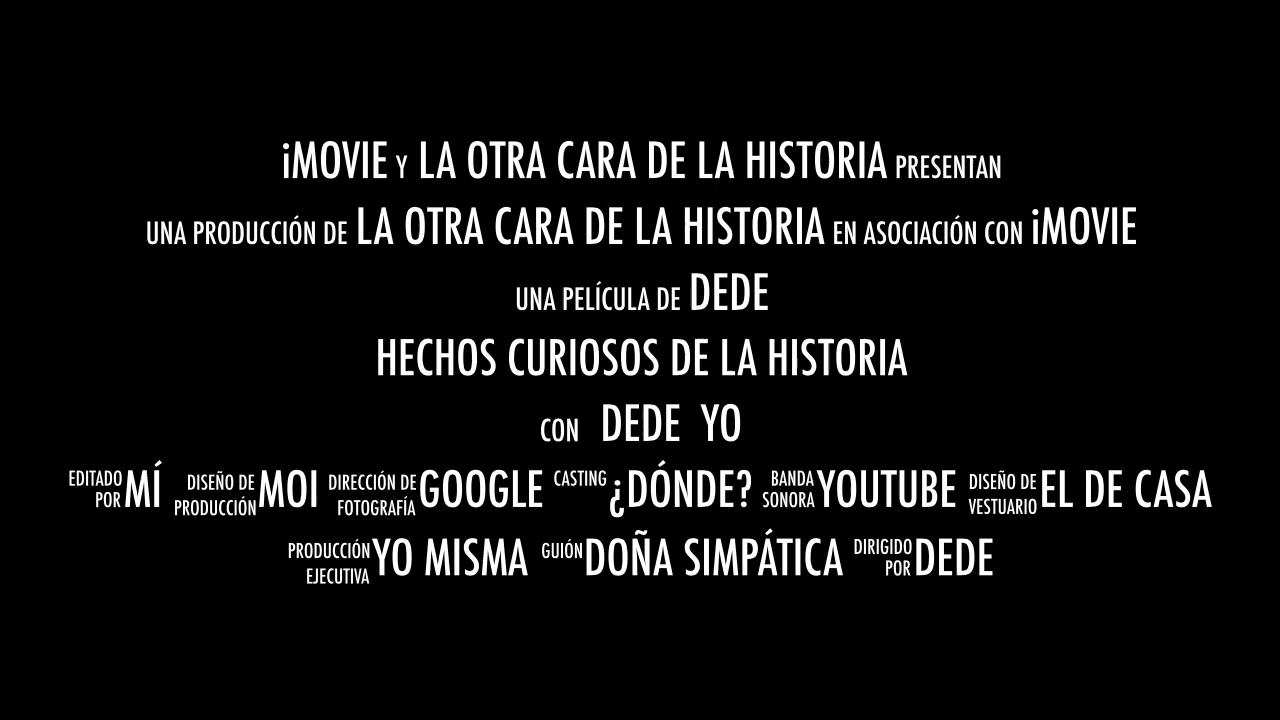 iMOVIE Y LA OTRA CARA DE LA HISTORIA PRESENTAN
UNA PRODUCCIÓN DE LA OTRA CARA DE LA HISTORIA EN ASOCIACIÓN CON iMOVIE
UNA PELÍCULA DE DEDE
HECHOS CURIOSOS DE LA HISTORIA
CON DEDE YO
EDITADO POR MÍ DISEÑO DE PRODUCCIÓN MOI DIRECCIÓN DE FOTOGRAFÍA GOOGLE CASTING ¿DÓNDE? BANDA SONORA YOUTUBE DISEÑO DE VESTUARIO EL DE CASA
PRODUCCIÓN EJECUTIVA YO MISMA GUIÓN DOÑA SIMPÁTICA DIRIGIDO POR DEDE